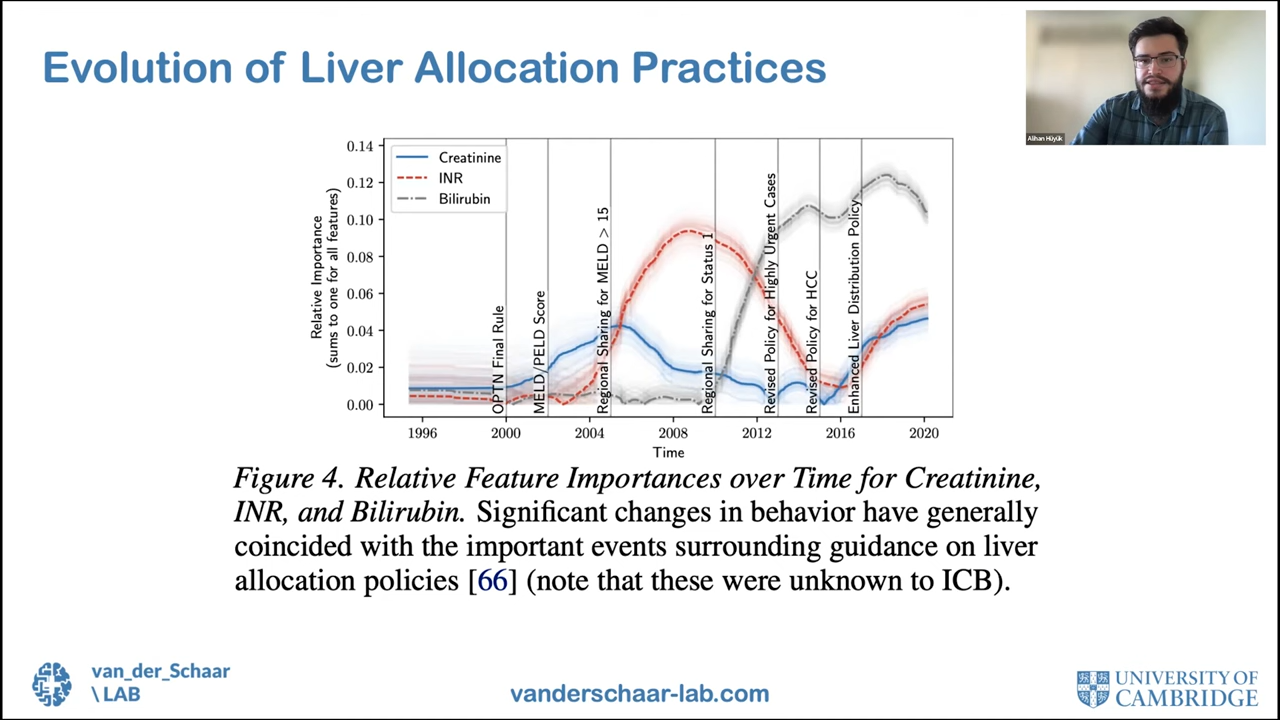 Evolution of Liver Allocation Practices
Alihan Hüyük
Relative Importance
(sums to one for all features)
0.14
0.12
0.10
0.08
0.06
0.04
0.02
0.00
Creatinine
INR
Bilirubin
OPTN Final Rule
MELD/PELD Score
Regional Sharing for MELD > 15
Regional Sharing for Status 1
Revised Policy for Highly Urgent Cases
Revised Policy for HCC
Enhanced Liver Distribution Policy
1996 2000 2004 2008 2012 2016 2020
Time
Figure 4. Relative Feature Importances over Time for Creatinine,
INR, and Bilirubin. Significant changes in behavior have generally
coincided with the important events surrounding guidance on liver
allocation policies [66] (note that these were unknown to ICB).
van_der_Schaar
\ LAB
vanderschaar-lab.com
UNIVERSITY OF
CAMBRIDGE